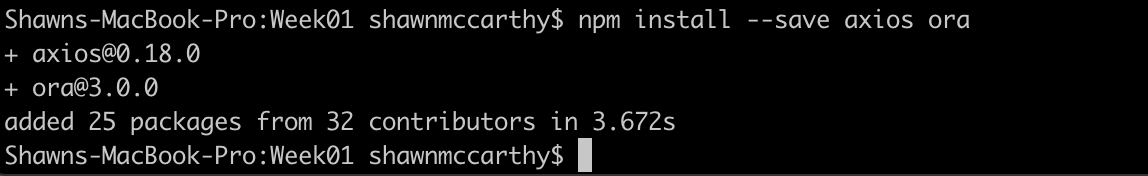 Shawns-MacBook-Pro:Week01 shawnmccarthy$ npm install --save axios ora
+ axios@0.18.0
+ ora@3.0.0
added 25 packages from 32 contributors in 3.672s
Shawns-MacBook-Pro:Week01 shawnmccarthy$